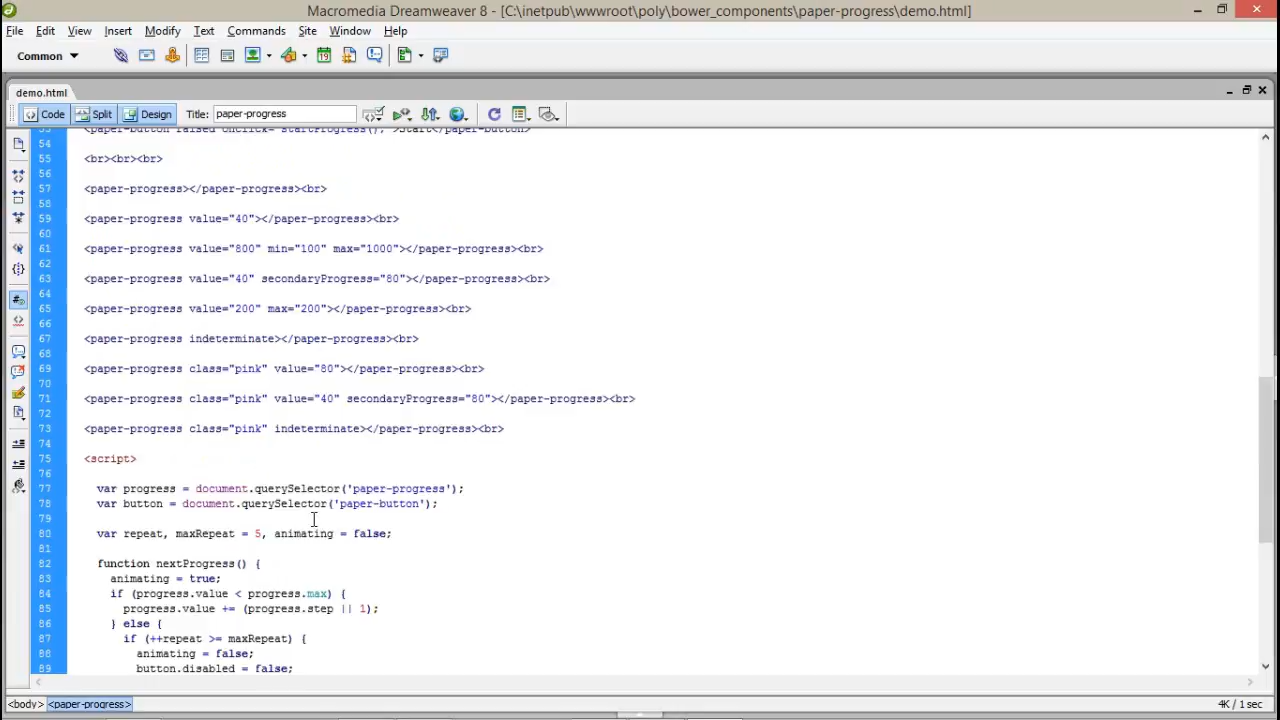 Macromedia Dreamweaver 8 - [C:\inetpub\wwwroot\poly\bower_components\paper-progress\demo.html]
File Edit View Insert Modify Text Commands Site Window Help
Common
demo.html
Code Split Design Title: paper-progress
53 <paper-button raised onclick="startProgress();">Start</paper-button>
54
55 <br><br><br>
56
57 <paper-progress></paper-progress><br>
58
59 <paper-progress value="40"></paper-progress><br>
60
61 <paper-progress value="800" min="100" max="1000"></paper-progress><br>
62
63 <paper-progress value="40" secondaryProgress="80"></paper-progress><br>
64
65 <paper-progress value="200" max="200"></paper-progress><br>
66
67 <paper-progress indeterminate></paper-progress><br>
68
69 <paper-progress class="pink" value="80"></paper-progress><br>
70
71 <paper-progress class="pink" value="40" secondaryProgress="80"></paper-progress><br>
72
73 <paper-progress class="pink" indeterminate></paper-progress><br>
74
75 <script>
76
77 var progress = document.querySelector('paper-progress');
78 var button = document.querySelector('paper-button');
79
80 var repeat, maxRepeat = 5, animating = false;
81
82 function nextProgress() {
83 animating = true;
84 if (progress.value < progress.max) {
85 progress.value += (progress.step || 1);
86 } else {
87 if (++repeat >= maxRepeat) {
88 animating = false;
89 button.disabled = false;
<body> <paper-progress> 4K / 1 sec